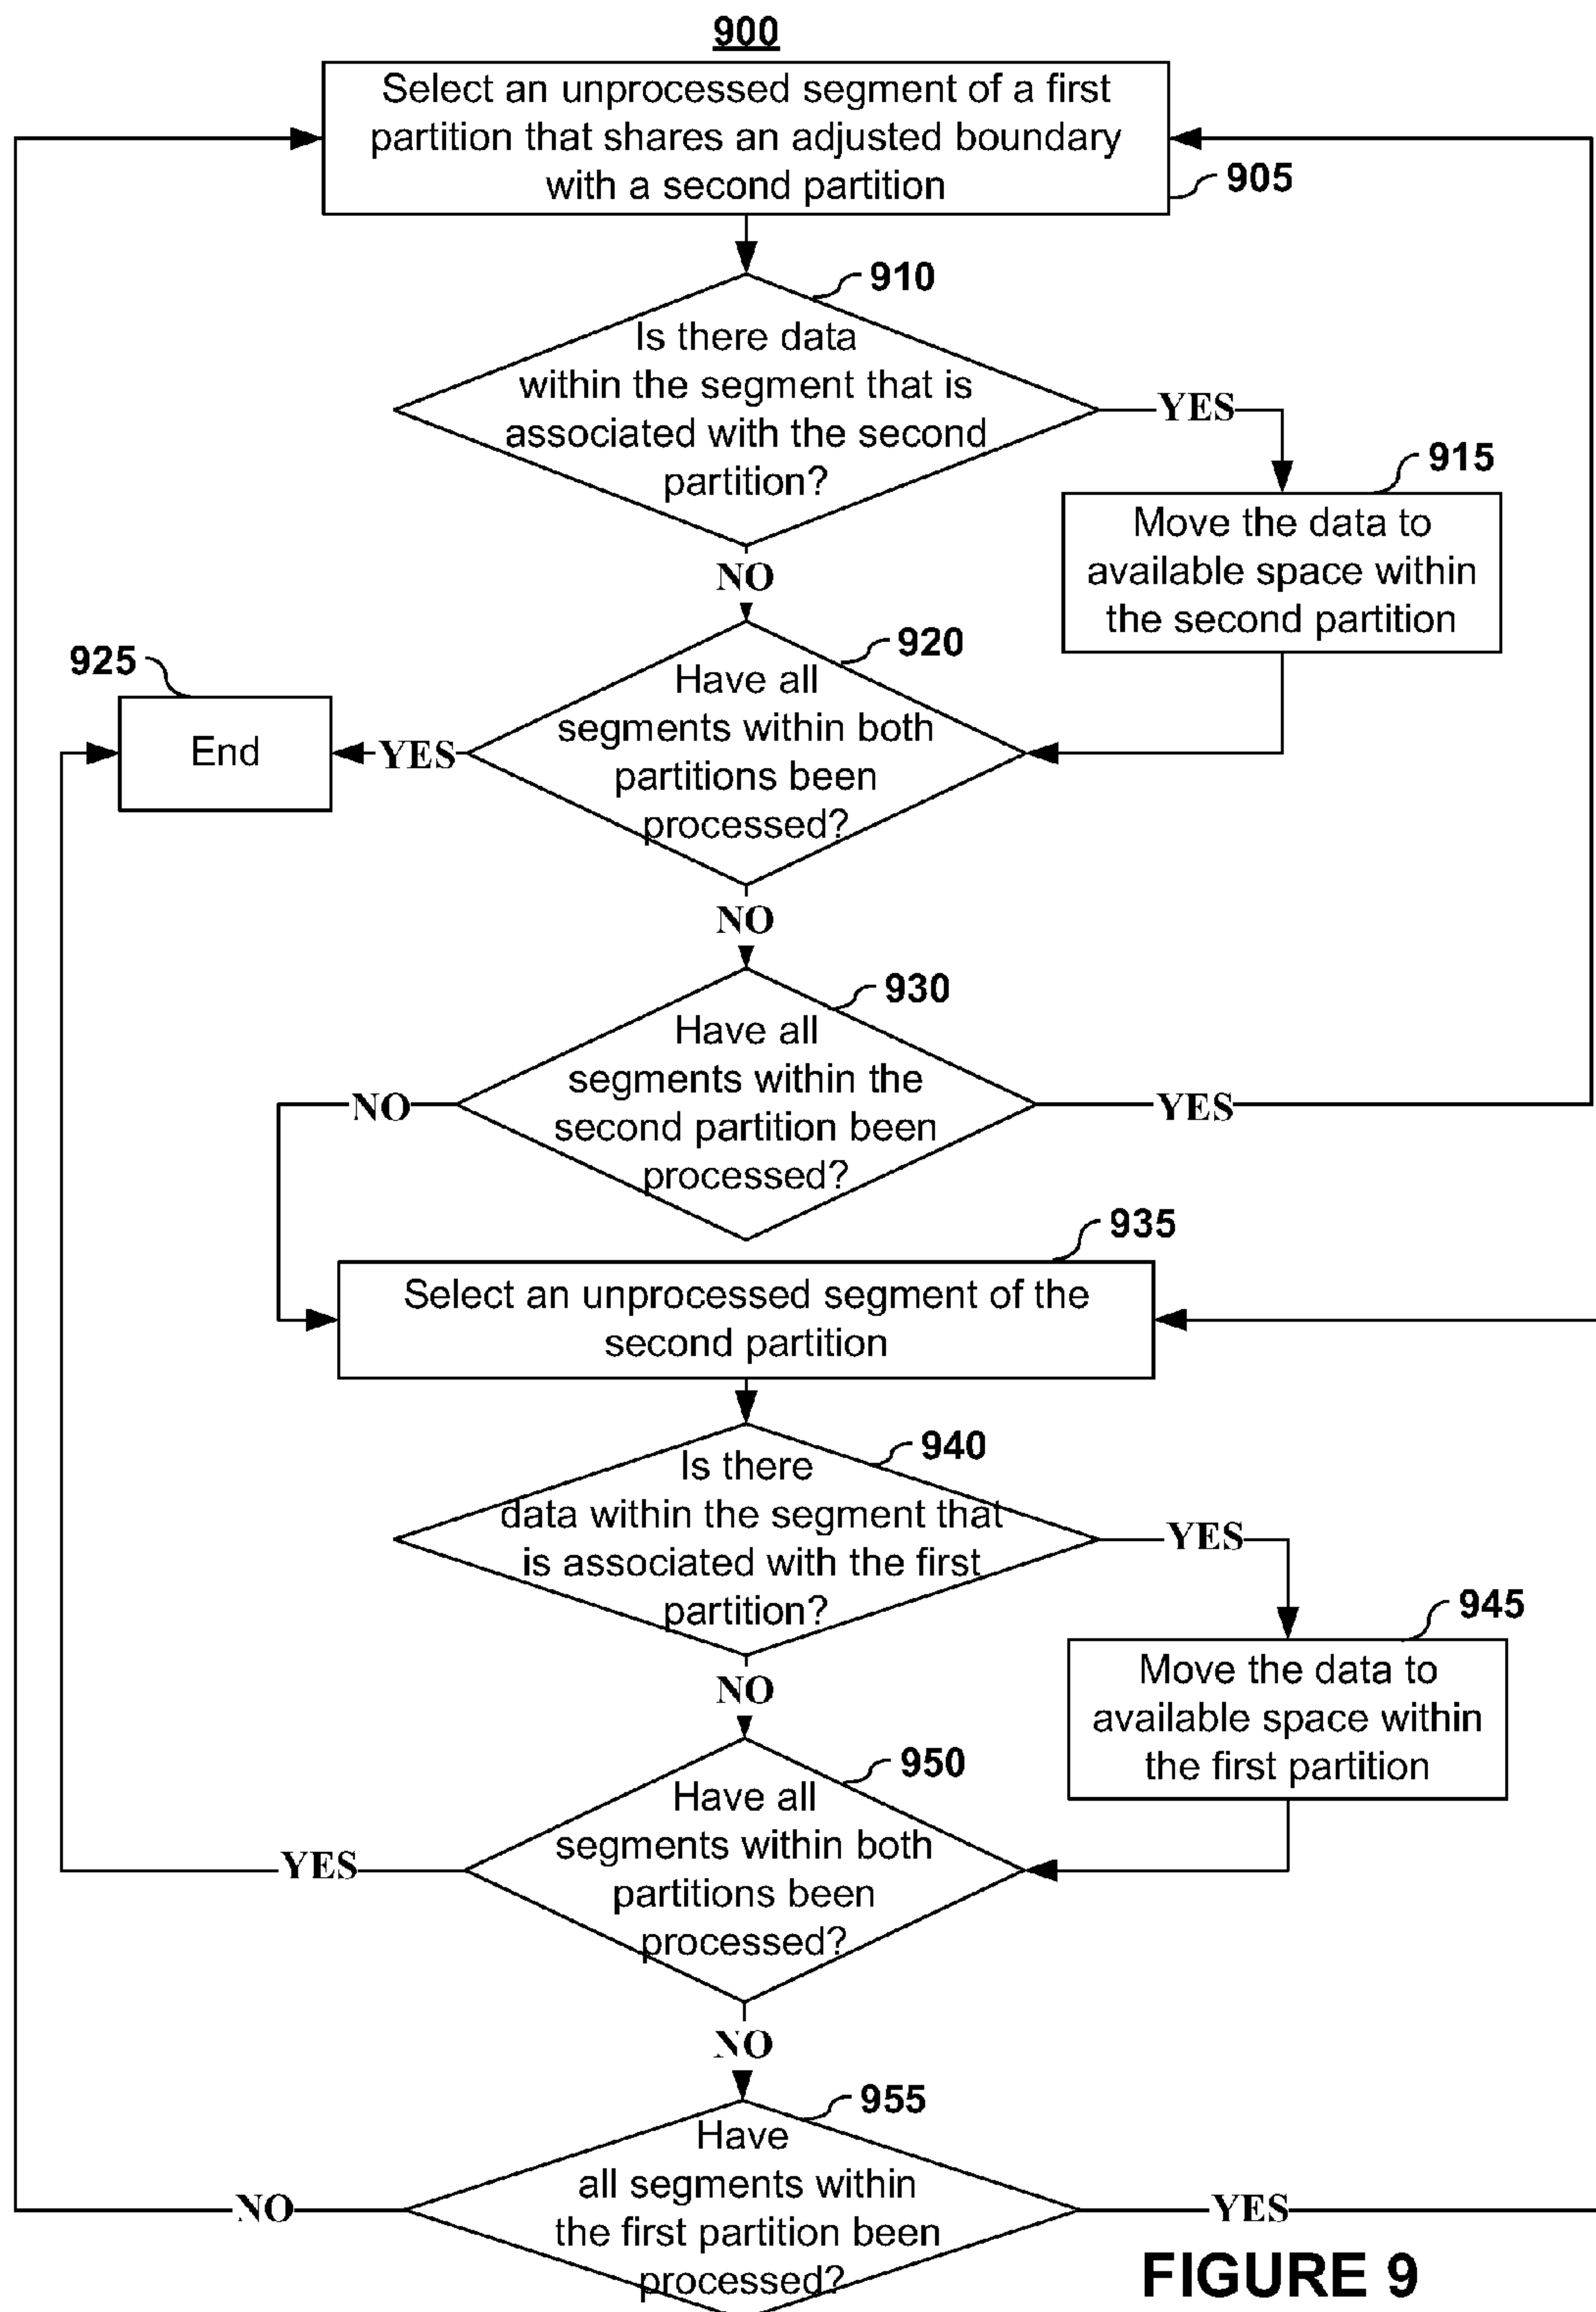 900
Select an unprocessed segment of a first
partition that shares an adjusted boundary
with a second partition
905
910
Is there data
within the segment that is
associated with the second
partition?
YES
915
Move the data to
available space within
the second partition
NO
920
Have all
segments within both
partitions been
processed?
925
End
YES
NO
930
Have all
segments within the
second partition been
processed?
NO
YES
935
Select an unprocessed segment of the
second partition
940
Is there
data within the segment that
is associated with the first
partition?
YES
945
Move the data to
available space within
the first partition
NO
950
Have all
segments within both
partitions been
processed?
YES
NO
955
Have
all segments within
the first partition been
processed?
NO
YES
FIGURE 9